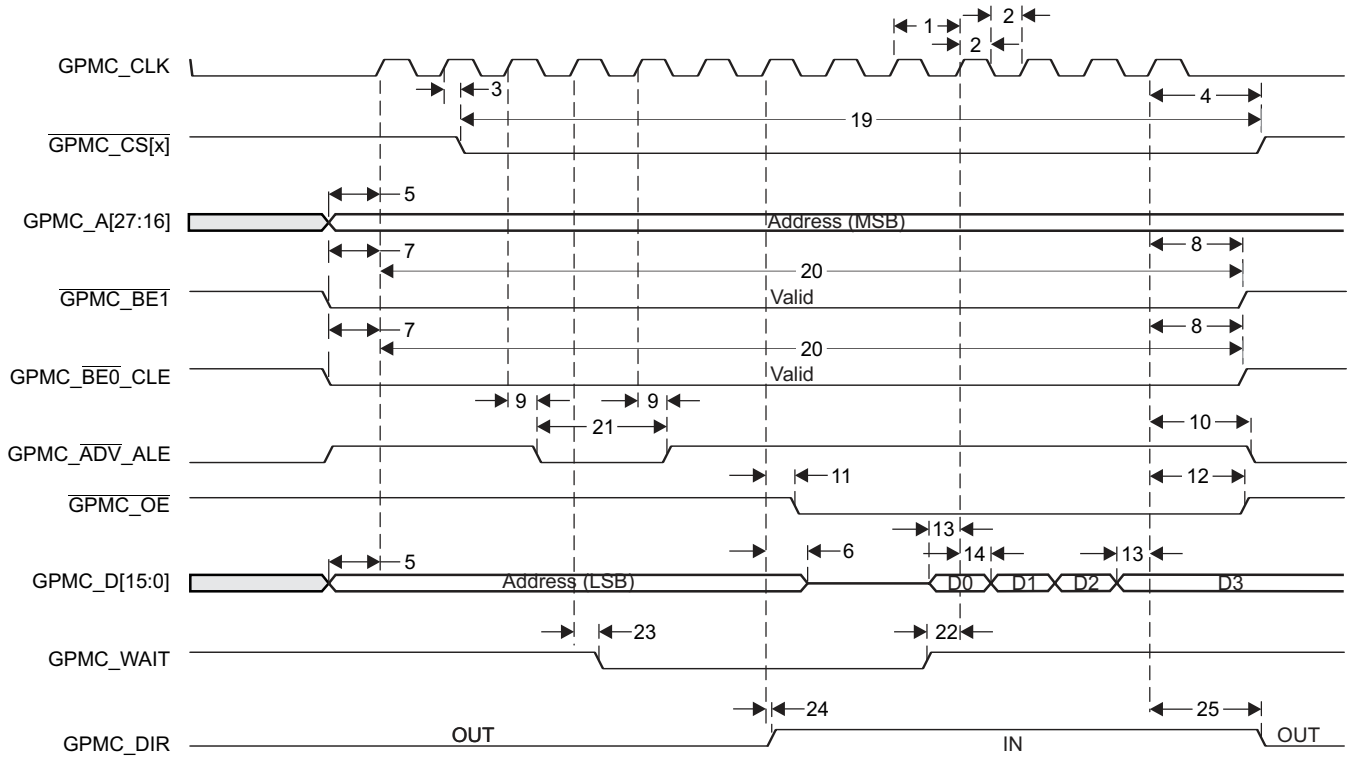 1
2
2
GPMC_CLK
3
4
19
GPMC_CS[x]
5
GPMC_A[27:16]
Address (MSB)
7
8
20
GPMC_BE1
Valid
7
8
20
GPMC_BE0_CLE
Valid
9
9
21
10
GPMC_ADV_ALE
11
12
GPMC_OE
13
5
6
14
13
GPMC_D[15:0]
Address (LSB)
D0
D1
D2
D3
23
22
GPMC_WAIT
24
25
GPMC_DIR
OUT
IN
OUT